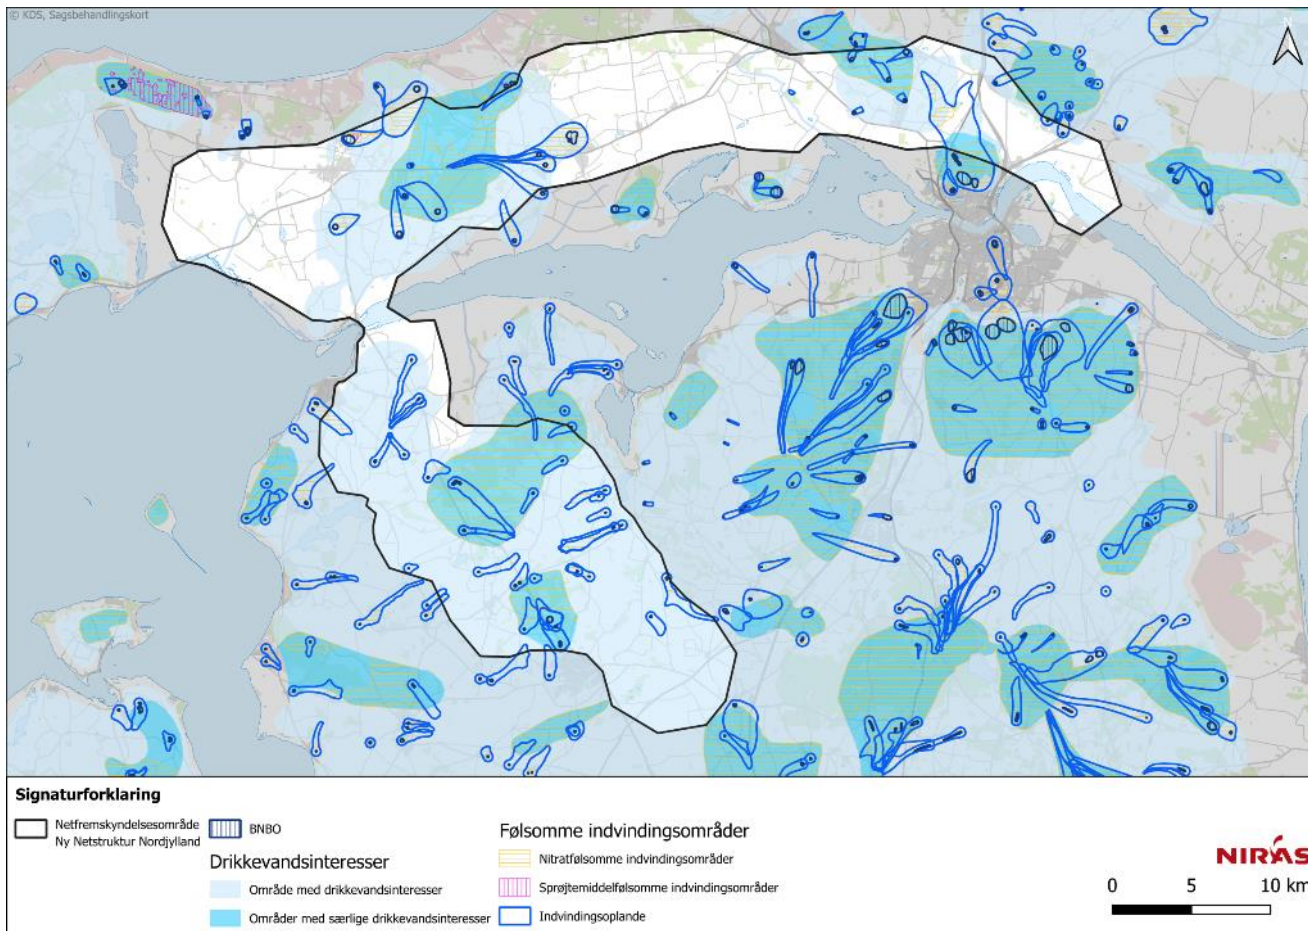 © KDS, Sagsbehandlingskort
N
Signaturforklaring
Netfremskyndelsesområde
Ny Netstruktur Nordjylland
BNBO
Drikkevandsinteresser
Område med drikkevandsinteresser
Områder med særlige drikkevandsinteresser
Følsomme indvindingsområder
Nitratfølsomme indvindingsområder
Sprøjtemiddelfølsomme indvindingsområder
Indvindingsoplande
NIRAS
0 5 10 km